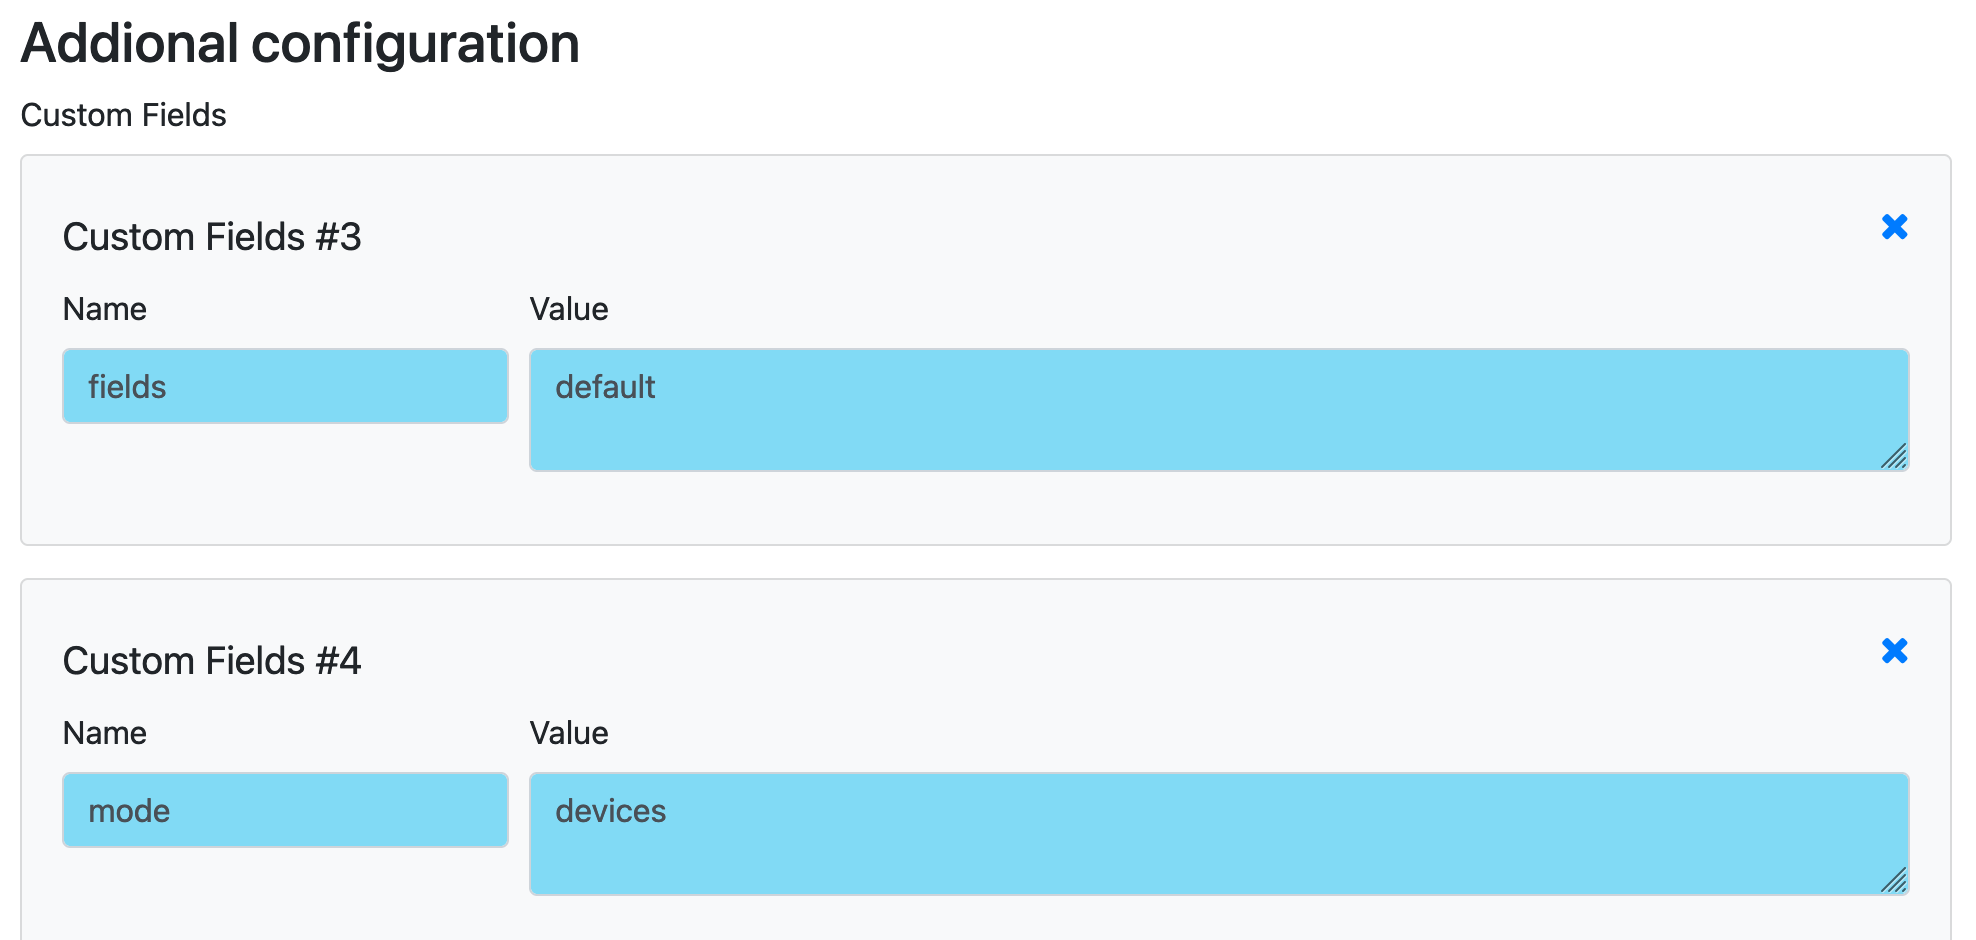 Addional configuration
Custom Fields
Custom Fields #3
Name Value
fields default
Custom Fields #4
Name Value
mode devices